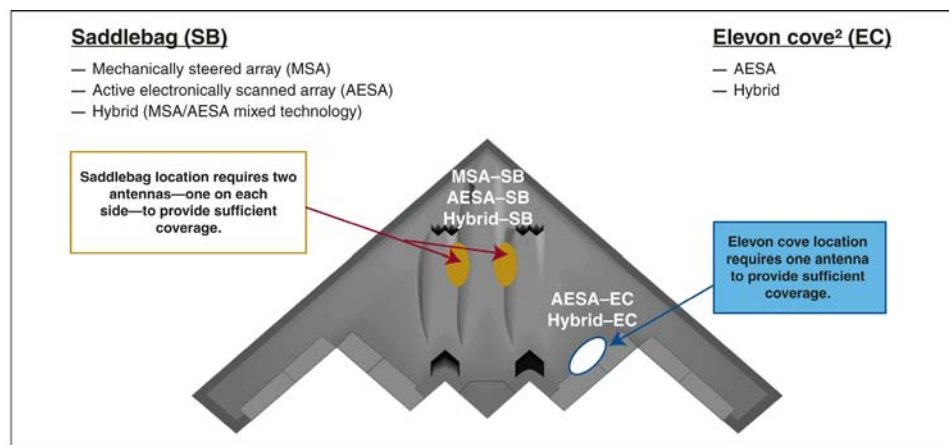 Saddlebag (SB)
— Mechanically steered array (MSA)
— Active electronically scanned array (AESA)
— Hybrid (MSA/AESA mixed technology)
Elevon cove² (EC)
— AESA
— Hybrid
Saddlebag location requires two
antennas—one on each
side—to provide sufficient
coverage.
MSA–SB
AESA–SB
Hybrid–SB
Elevon cove location
requires one antenna
to provide sufficient
coverage.
AESA–EC
Hybrid–EC